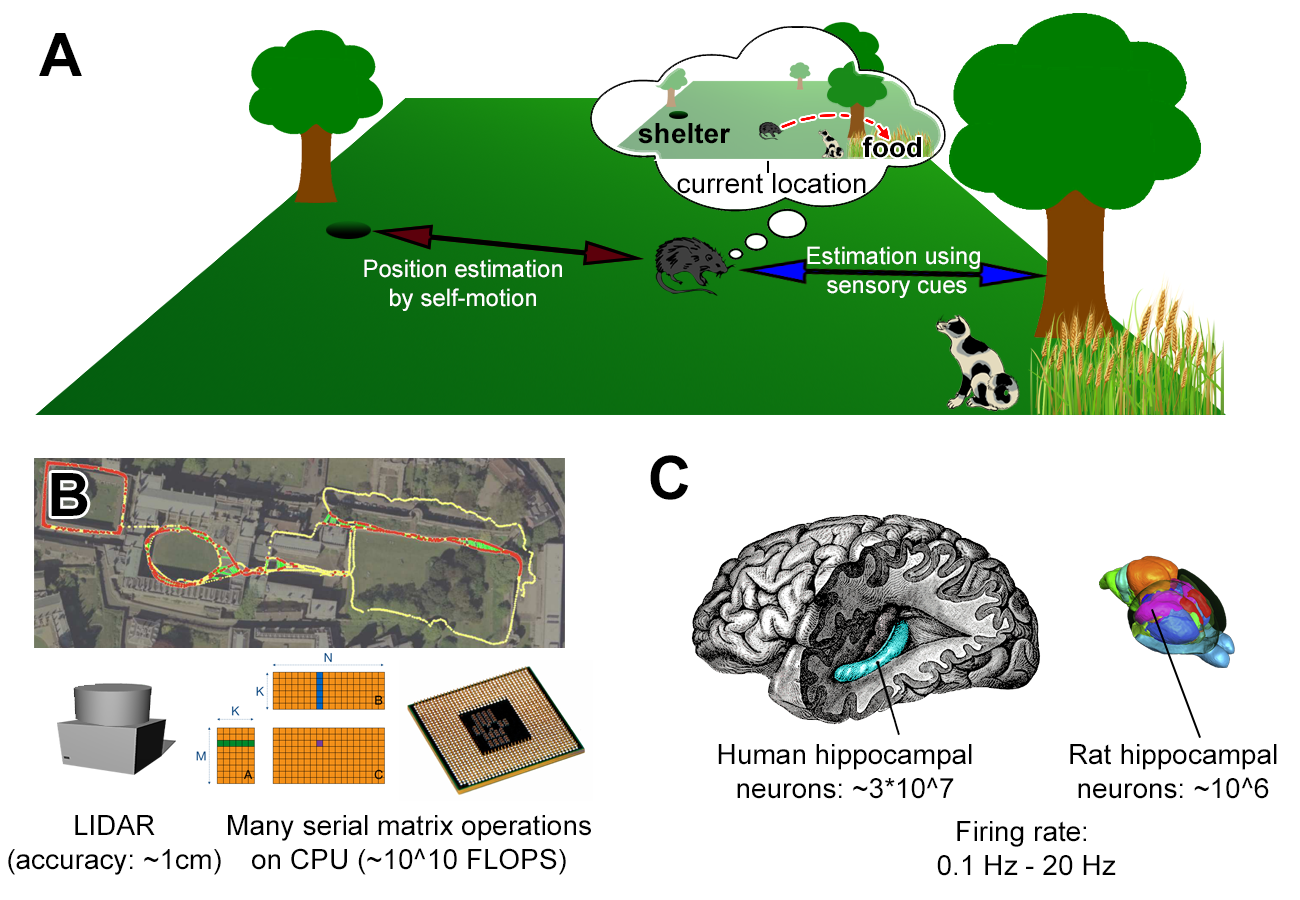 A
shelter
food
current location
Position estimation
by self-motion
Estimation using
sensory cues
B
C
N
K
B
K
M
A
C
LIDAR
(accuracy: ~1cm)
Many serial matrix operations
on CPU (~10^10 FLOPS)
Human hippocampal
neurons: ~3*10^7
Rat hippocampal
neurons: ~10^6
Firing rate:
0.1 Hz - 20 Hz